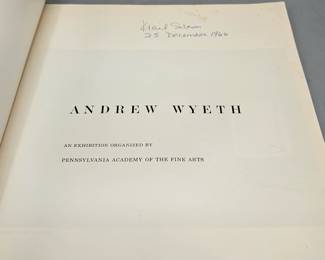 25 December 1966
ANDREW WYETH
AN EXHIBITION ORGANIZED BY
PENNSYLVANIA ACADEMY OF THE FINE ARTS